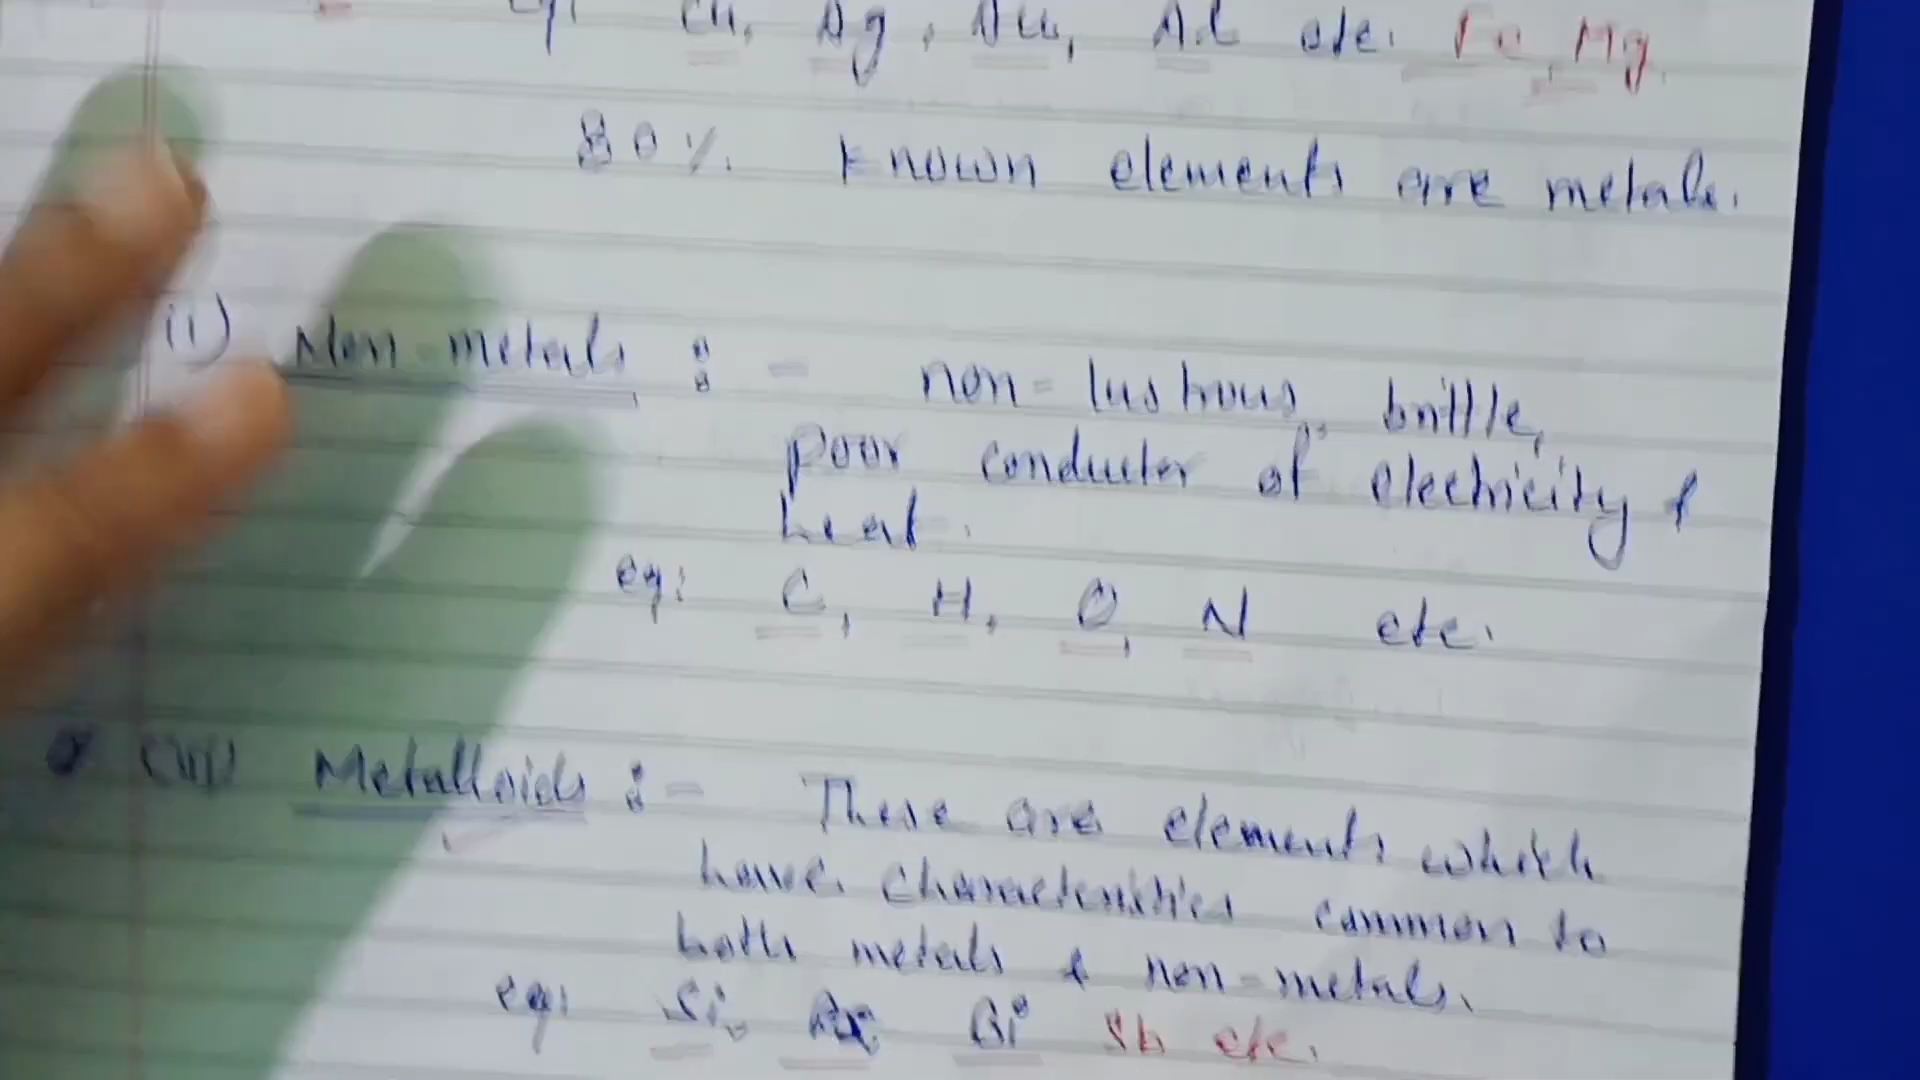 eg: Cu, Ag, Au, Al etc. Fe, Mg.
80% known elements are metals.
(ii) Non-metals :- non-lustrous, brittle,
poor conductor of electricity &
heat.
eg: C, H, O, N etc.
(iii) Metalloids :- These are elements which
have characteristics common to
both metals & non-metals.
eg: Si, Bi Sb etc.